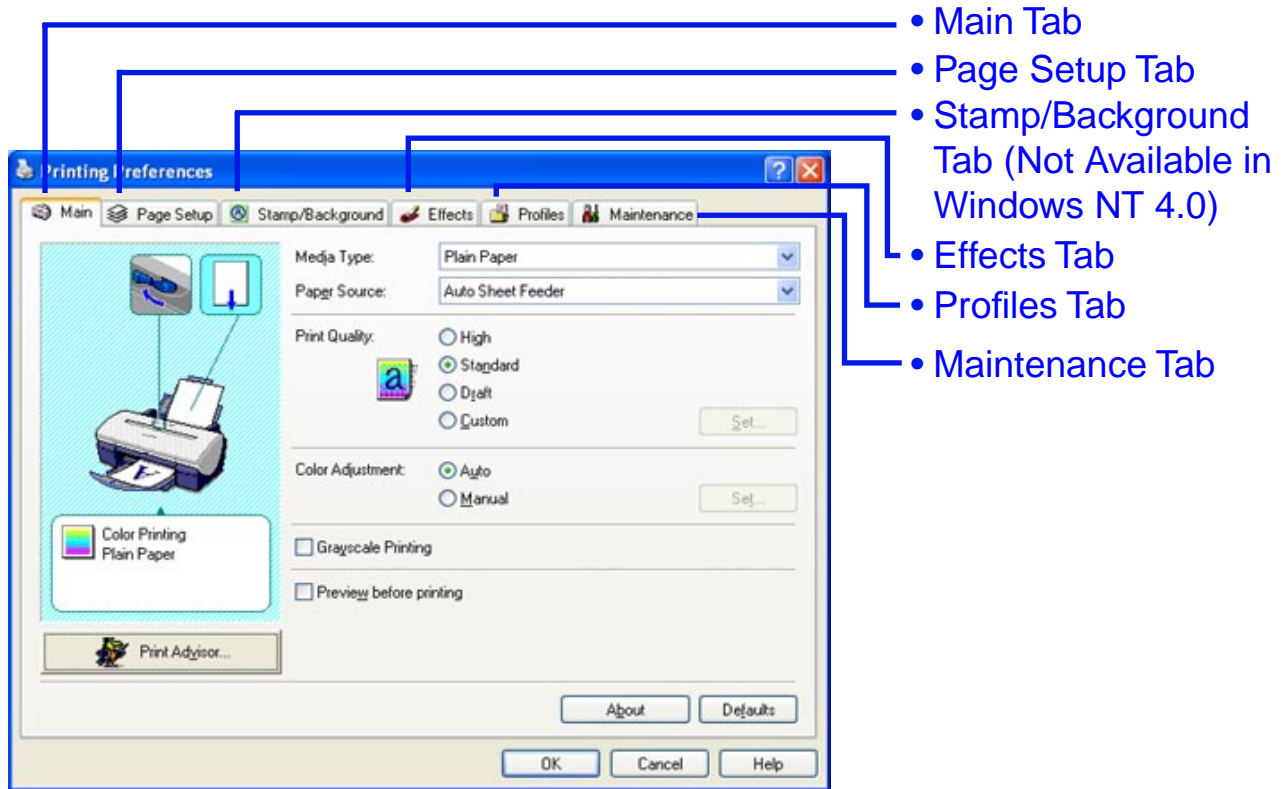 • Main Tab
• Page Setup Tab
• Stamp/Background
Tab (Not Available in
Windows NT 4.0)
• Effects Tab
• Profiles Tab
• Maintenance Tab
Printing Preferences
Main Page Setup Stamp/Background Effects Profiles Maintenance
Media Type: Plain Paper
Paper Source: Auto Sheet Feeder
Print Quality: High
Standard
Draft
Custom Set...
Color Adjustment: Auto
Manual Set...
Color Printing
Plain Paper
Grayscale Printing
Preview before printing
Print Advisor...
About Defaults
OK Cancel Help